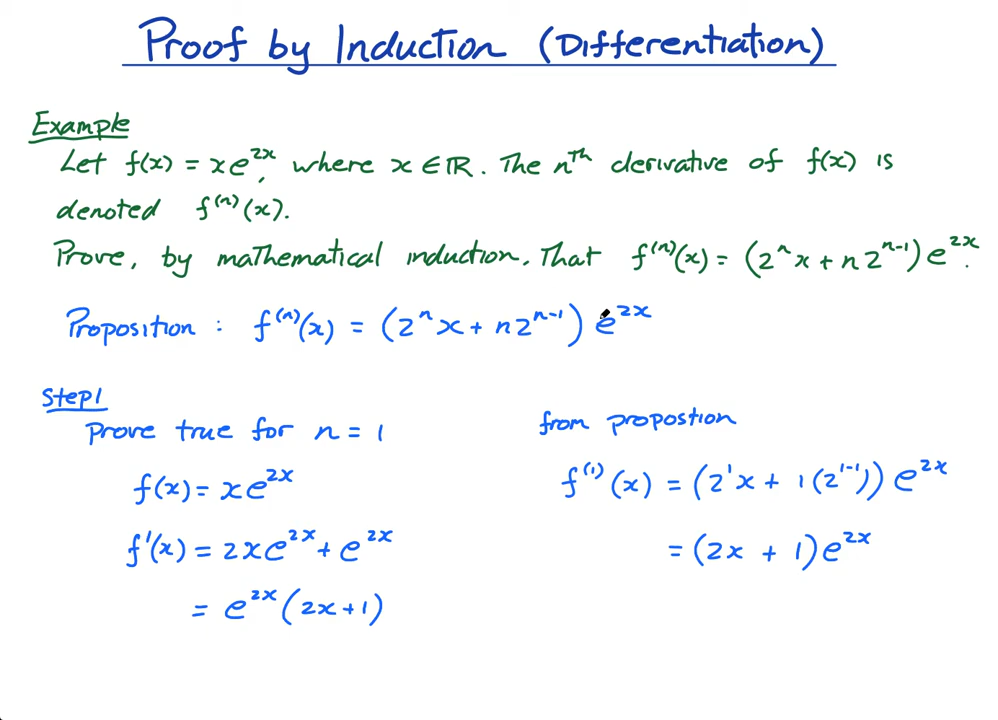 Proof by Induction (Differentiation)
Example
Let f(x) = xe^{2x}, where x ∈ ℝ. The n^{th} derivative of f(x) is
denoted f^{(n)}(x).
Prove, by mathematical induction, that f^{(n)}(x) = (2^n x + n2^{n-1})e^{2x}.
Proposition : f^{(n)}(x) = (2^n x + n2^{n-1}) e^{2x}
Step1
Prove true for n = 1
f(x) = xe^{2x}
f'(x) = 2xe^{2x} + e^{2x}
= e^{2x}(2x+1)
from propostion
f^{(1)}(x) = (2^1 x + 1(2^{1-1})) e^{2x}
= (2x + 1)e^{2x}